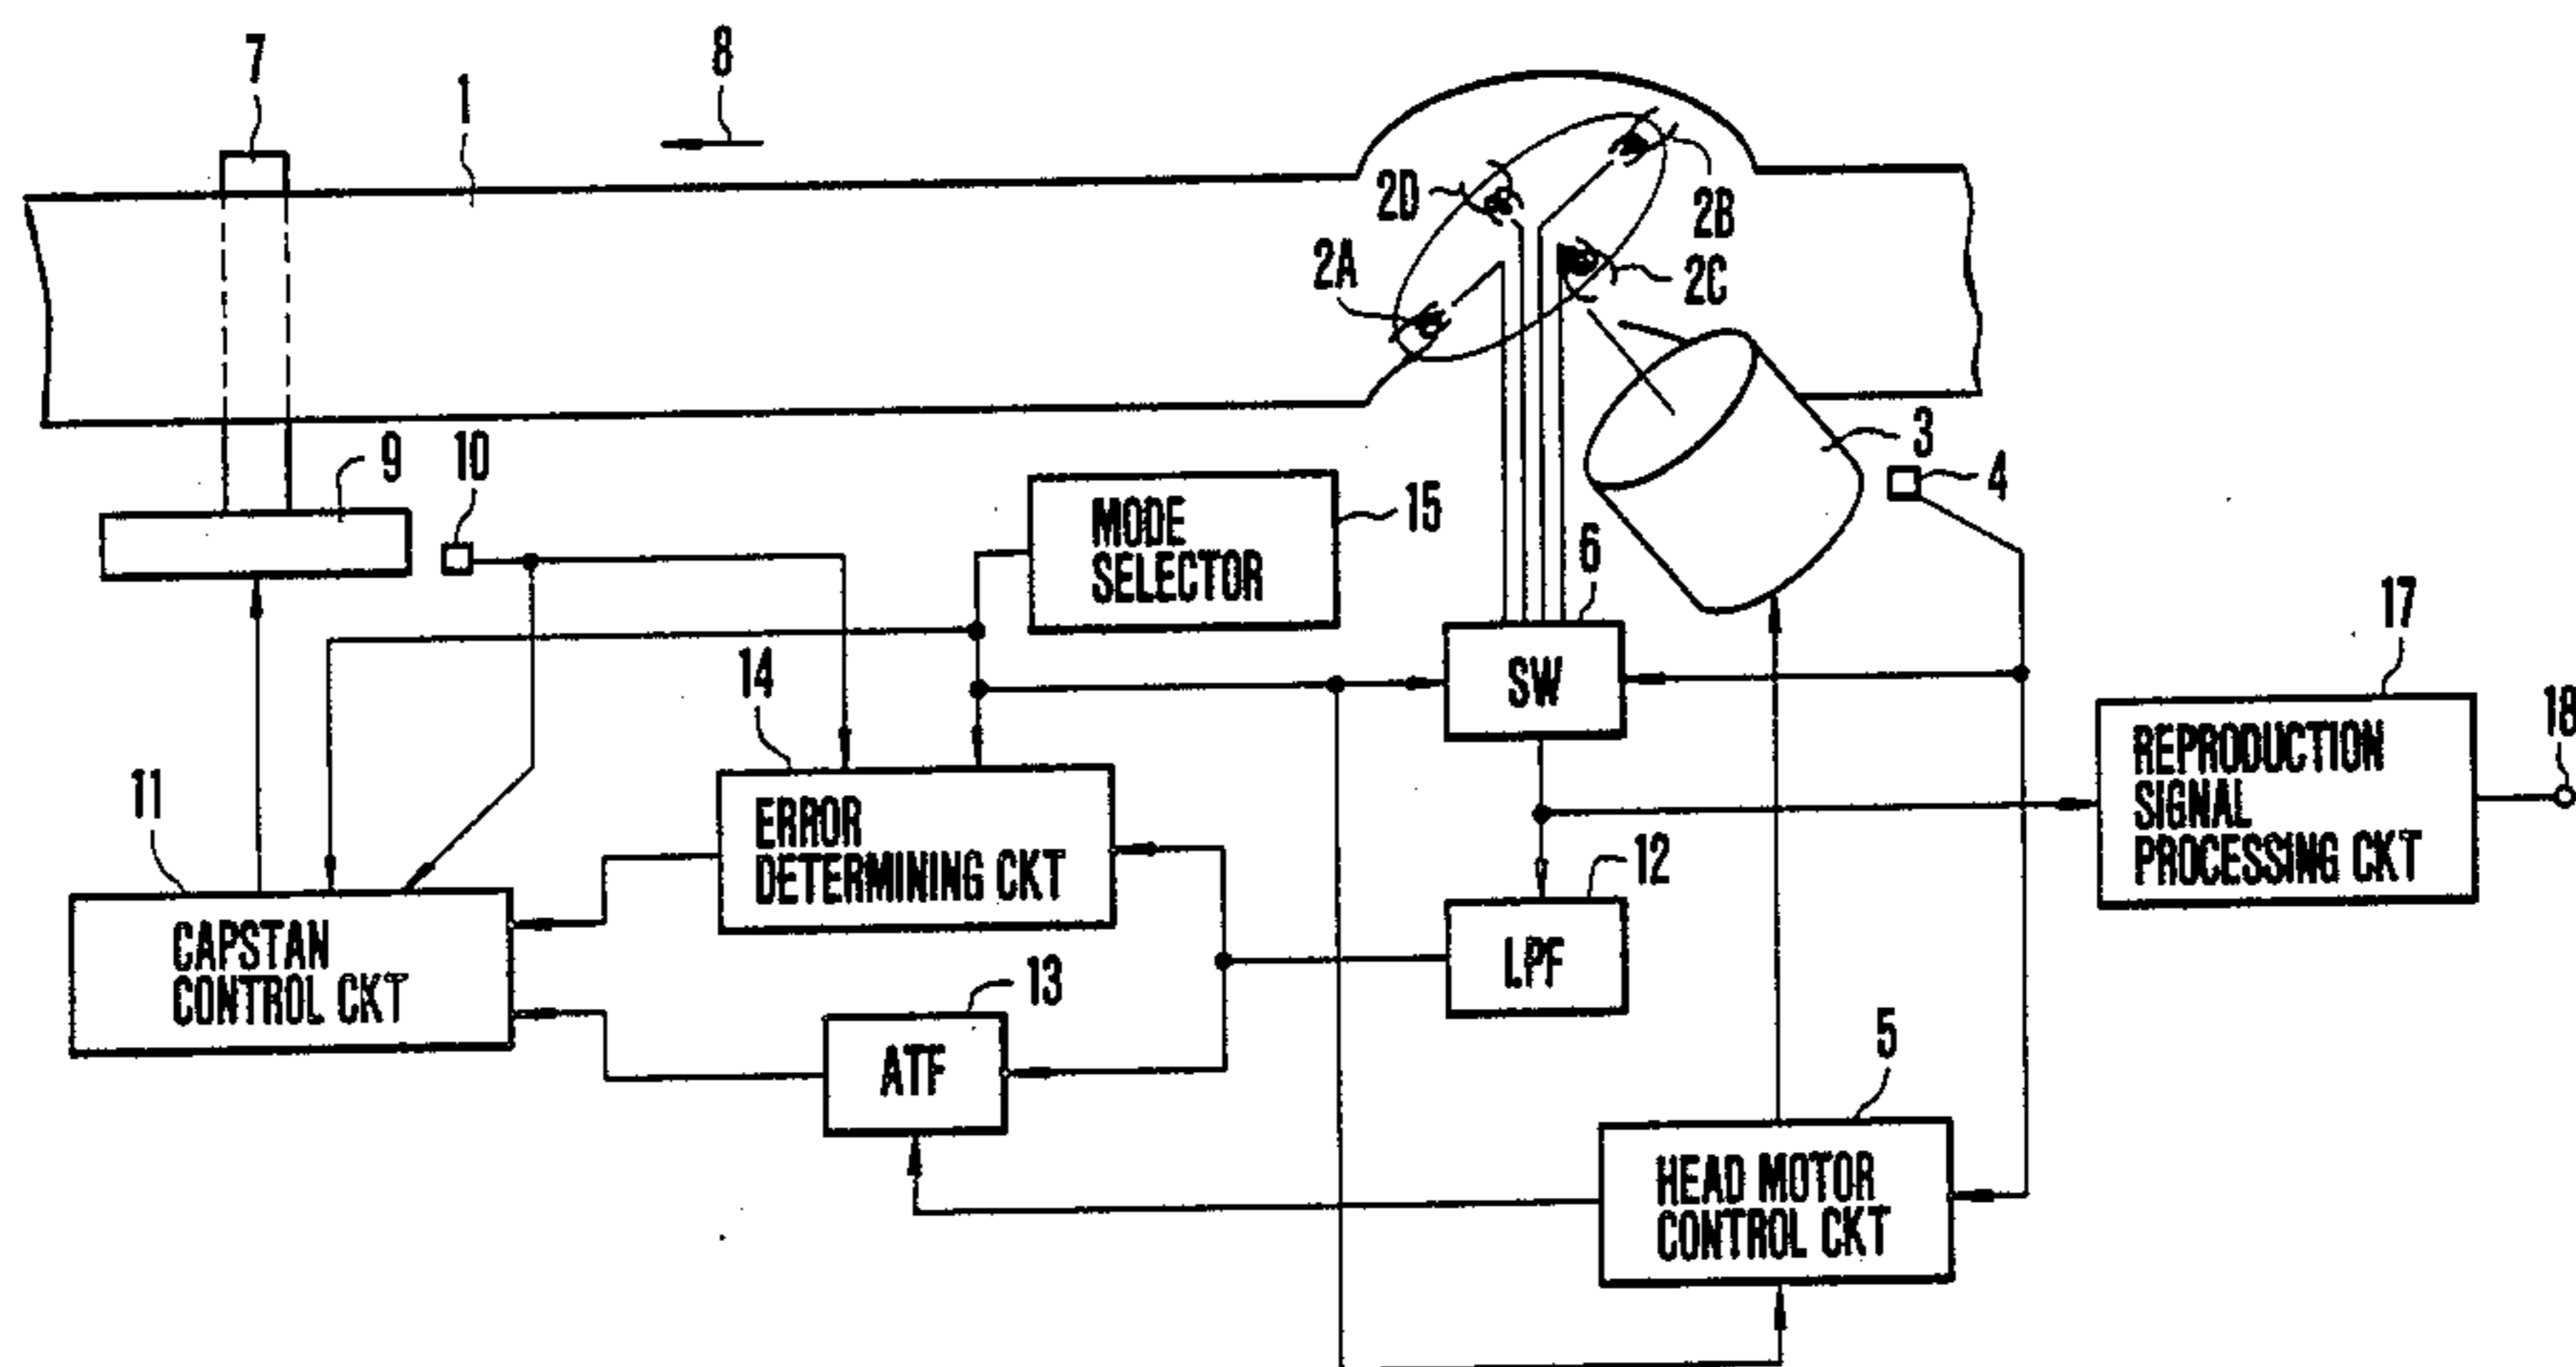 7
1
8
2D
2B
2A
2C
3
4
9
10
MODE
SELECTOR
15
6
SW
17
14
18
REPRODUCTION
SIGNAL
PROCESSING CKT
11
ERROR
DETERMINING CKT
12
LPF
CAPSTAN
CONTROL CKT
13
ATF
5
HEAD MOTOR
CONTROL CKT